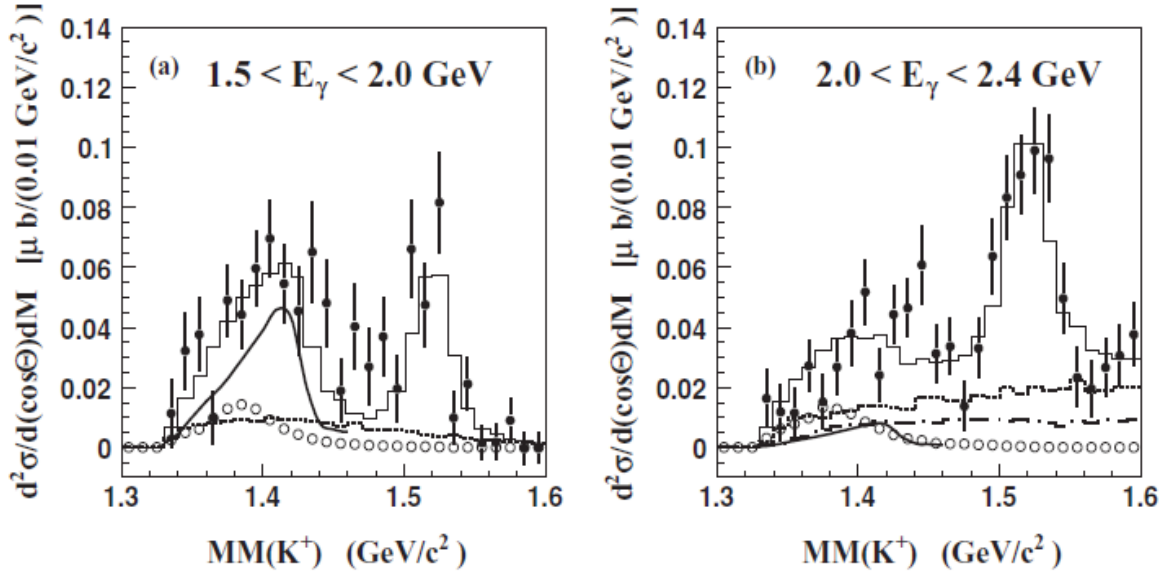 d²σ/d(cosΘ)dM [μ b/(0.01 GeV/c²)]
0.14
0.12
0.1
0.08
0.06
0.04
0.02
0
(a) 1.5 < Eγ < 2.0 GeV
1.3 1.4 1.5 1.6
MM(K⁺) (GeV/c²)
d²σ/d(cosΘ)dM [μ b/(0.01 GeV/c²)]
0.14
0.12
0.1
0.08
0.06
0.04
0.02
0
(b) 2.0 < Eγ < 2.4 GeV
1.3 1.4 1.5 1.6
MM(K⁺) (GeV/c²)